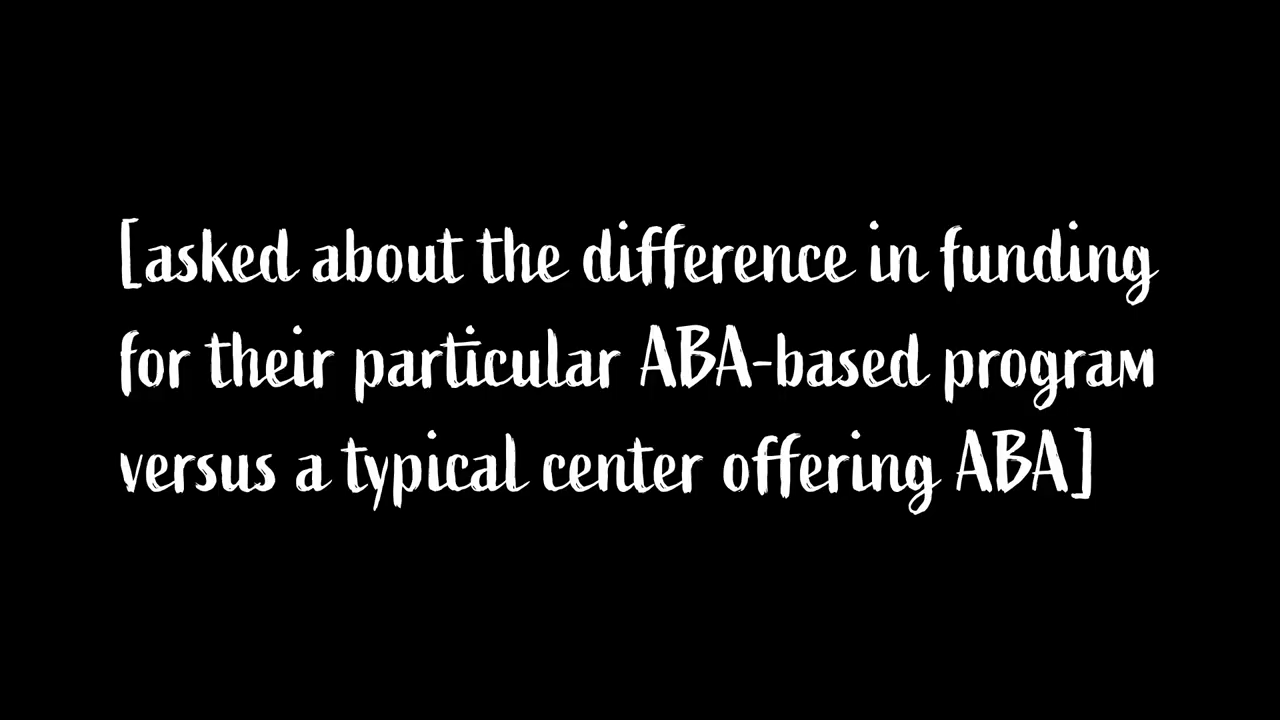 [asked about the difference in funding
for their particular ABA-based program
versus a typical center offering ABA]